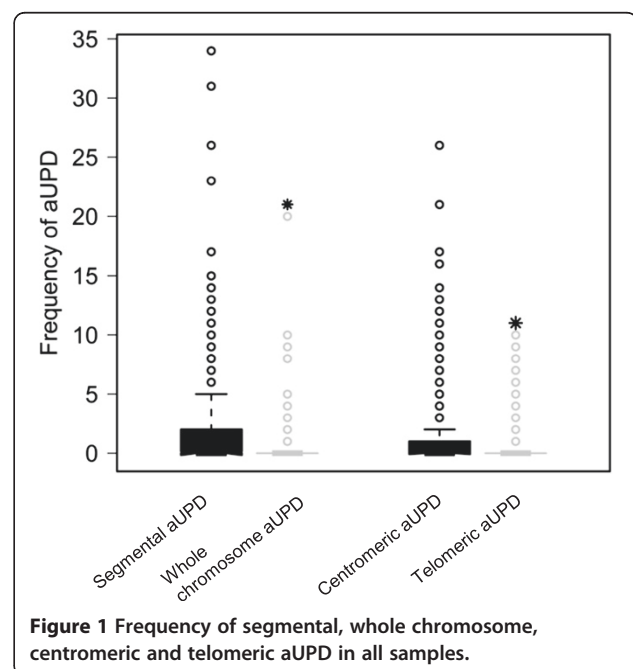 35
30
25
20
15
10
5
0
Frequency of aUPD
*
*
Segmental aUPD
Whole
chromosome aUPD
Centromeric aUPD
Telomeric aUPD
Figure 1 Frequency of segmental, whole chromosome,
centromeric and telomeric aUPD in all samples.